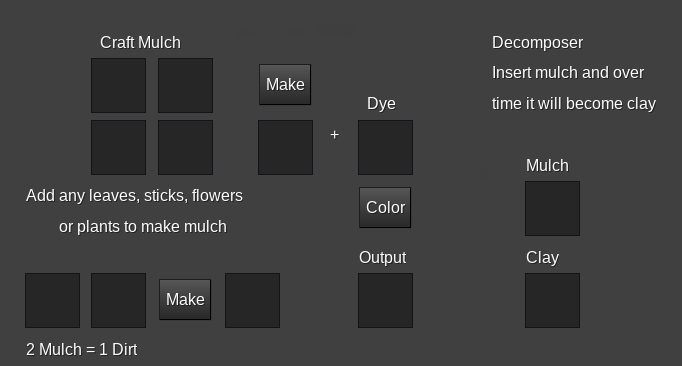 Craft Mulch
Make
Dye
+
Color
Add any leaves, sticks, flowers
or plants to make mulch
Output
Make
2 Mulch = 1 Dirt
Decomposer
Insert mulch and over
time it will become clay
Mulch
Clay